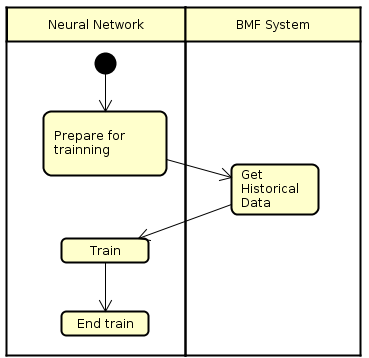 Neural Network
BMF System
Prepare for
trainning
Get
Historical
Data
Train
End train